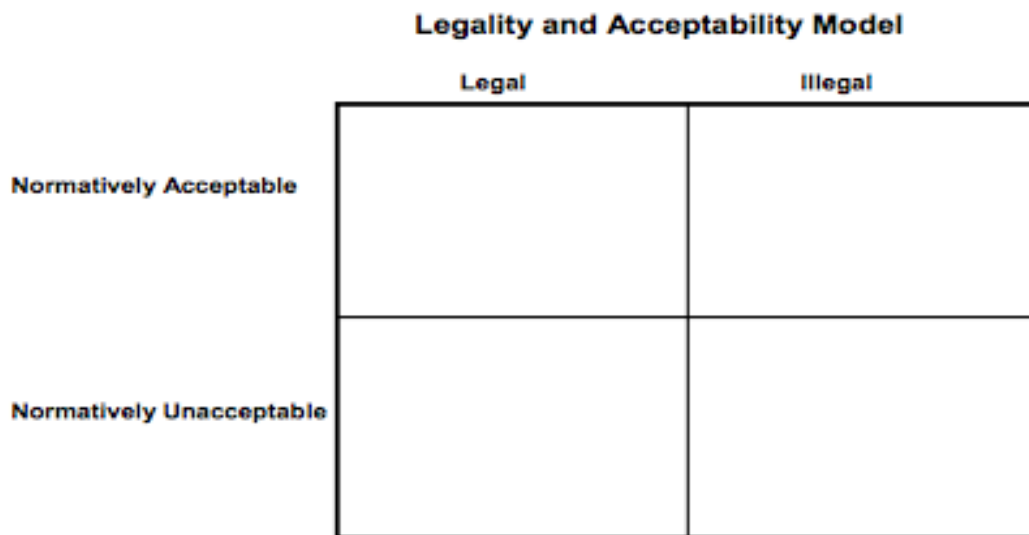 Legality and Acceptability Model
Legal Illegal
Normatively Acceptable
Normatively Unacceptable